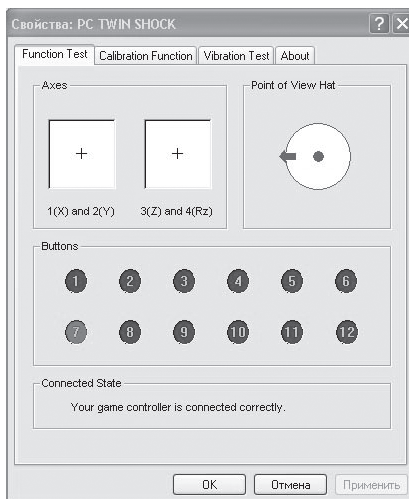 Свойства: PC TWIN SHOCK
Function Test Calibration Function Vibration Test About
Axes
1(X) and 2(Y) 3(Z) and 4(Rz)
Point of View Hat
Buttons
1 2 3 4 5 6
7 8 9 10 11 12
Connected State
Your game controller is connected correctly.
OK Отмена Применить